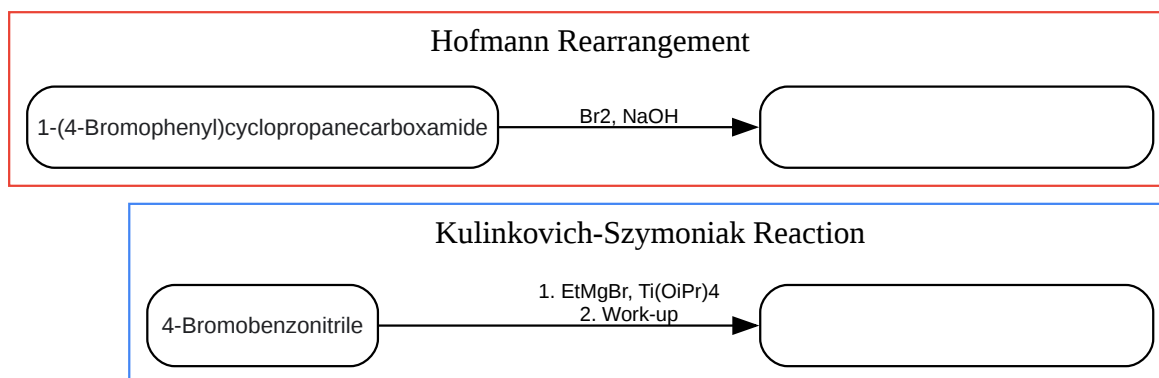 Hofmann Rearrangement
1-(4-Bromophenyl)cyclopropanecarboxamide
Br2, NaOH
Kulinkovich-Szymoniak Reaction
4-Bromobenzonitrile
1. EtMgBr, Ti(OiPr)4
2. Work-up